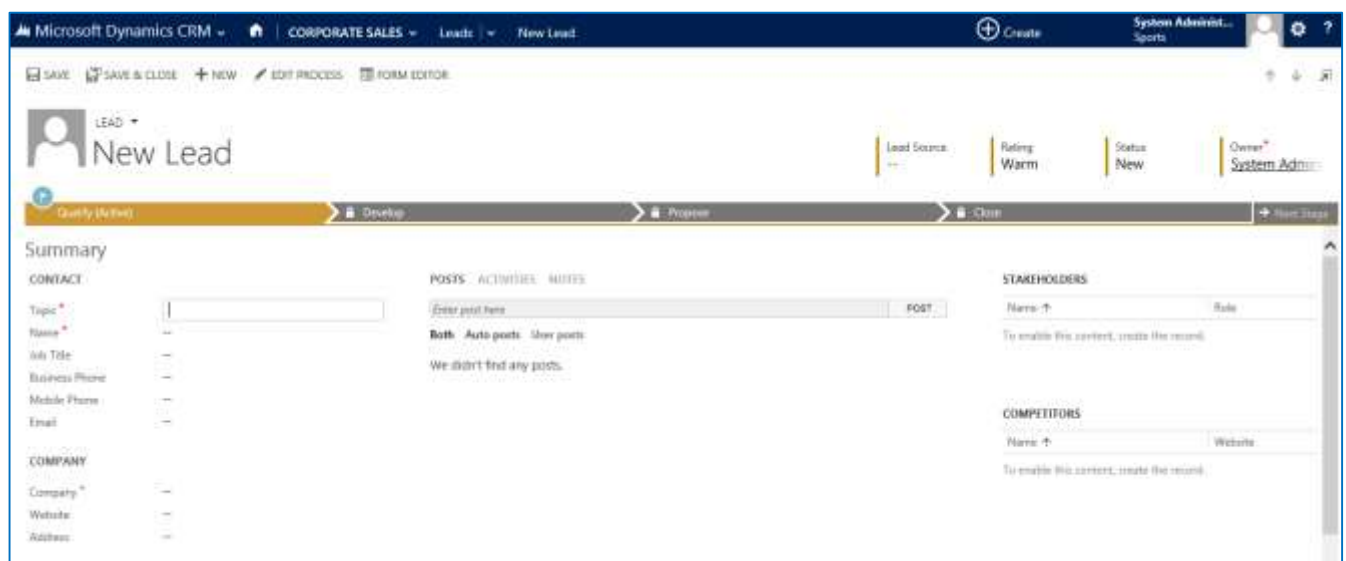 Microsoft Dynamics CRM CORPORATE SALES Leads New Lead Create System Administ... ?
Sports
SAVE SAVE & CLOSE + NEW EDIT PROCESS FORM EDITOR
LEAD
New Lead
Lead Source Rating Status Owner*
-- Warm New System Admi
Qualify (Active) Develop Propose Close Next Stage
Summary
CONTACT POSTS ACTIVITIES NOTES STAKEHOLDERS
Topic* Enter post here POST Name ↑ Role
Name* -- Both Auto posts User posts To enable this content, create the record.
Job Title --
Business Phone -- We didn't find any posts.
Mobile Phone --
Email --
COMPETITORS
Name ↑ Website
COMPANY
To enable this content, create the record.
Company* --
Website --
Address --